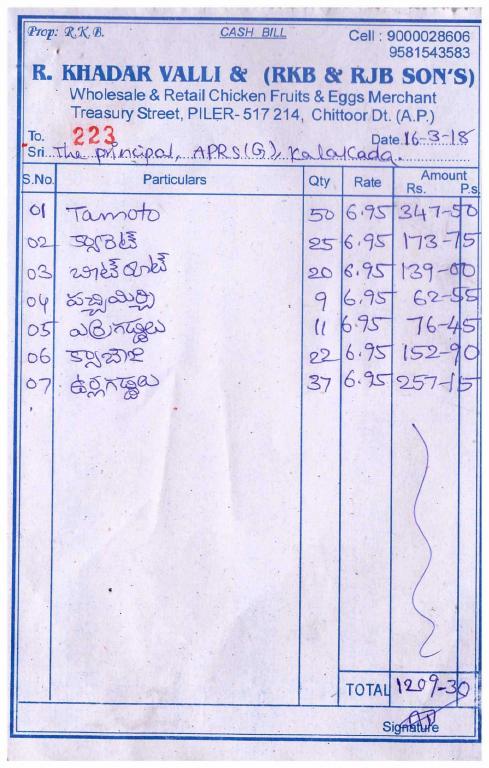 Prop: R.K.B. CASH BILL Cell : 9000028606
9581543583
R. KHADAR VALLI & (RKB & RJB SON'S)
Wholesale & Retail Chicken Fruits & Eggs Merchant
Treasury Street, PILER- 517 214, Chittoor Dt. (A.P.)
To. 223 Date 16-3-18
Sri The principal, APRS(G), Kalakada.
S.No. Particulars Qty Rate Amount
Rs. P.s
01 Tamoto 50 6.95 347-50
02 క్యారెట్ 25 6.95 173-75
03 బీట్ రూట్ 20 6.95 139-00
04 పచ్చిమిర్చి 9 6.95 62-55
05 ఎర్రగడ్డలు 11 6.95 76-45
06 క్యాబేజి 22 6.95 152-90
07 ఉర్లగడ్డలు 37 6.95 257-15
TOTAL 1209-30
Signature